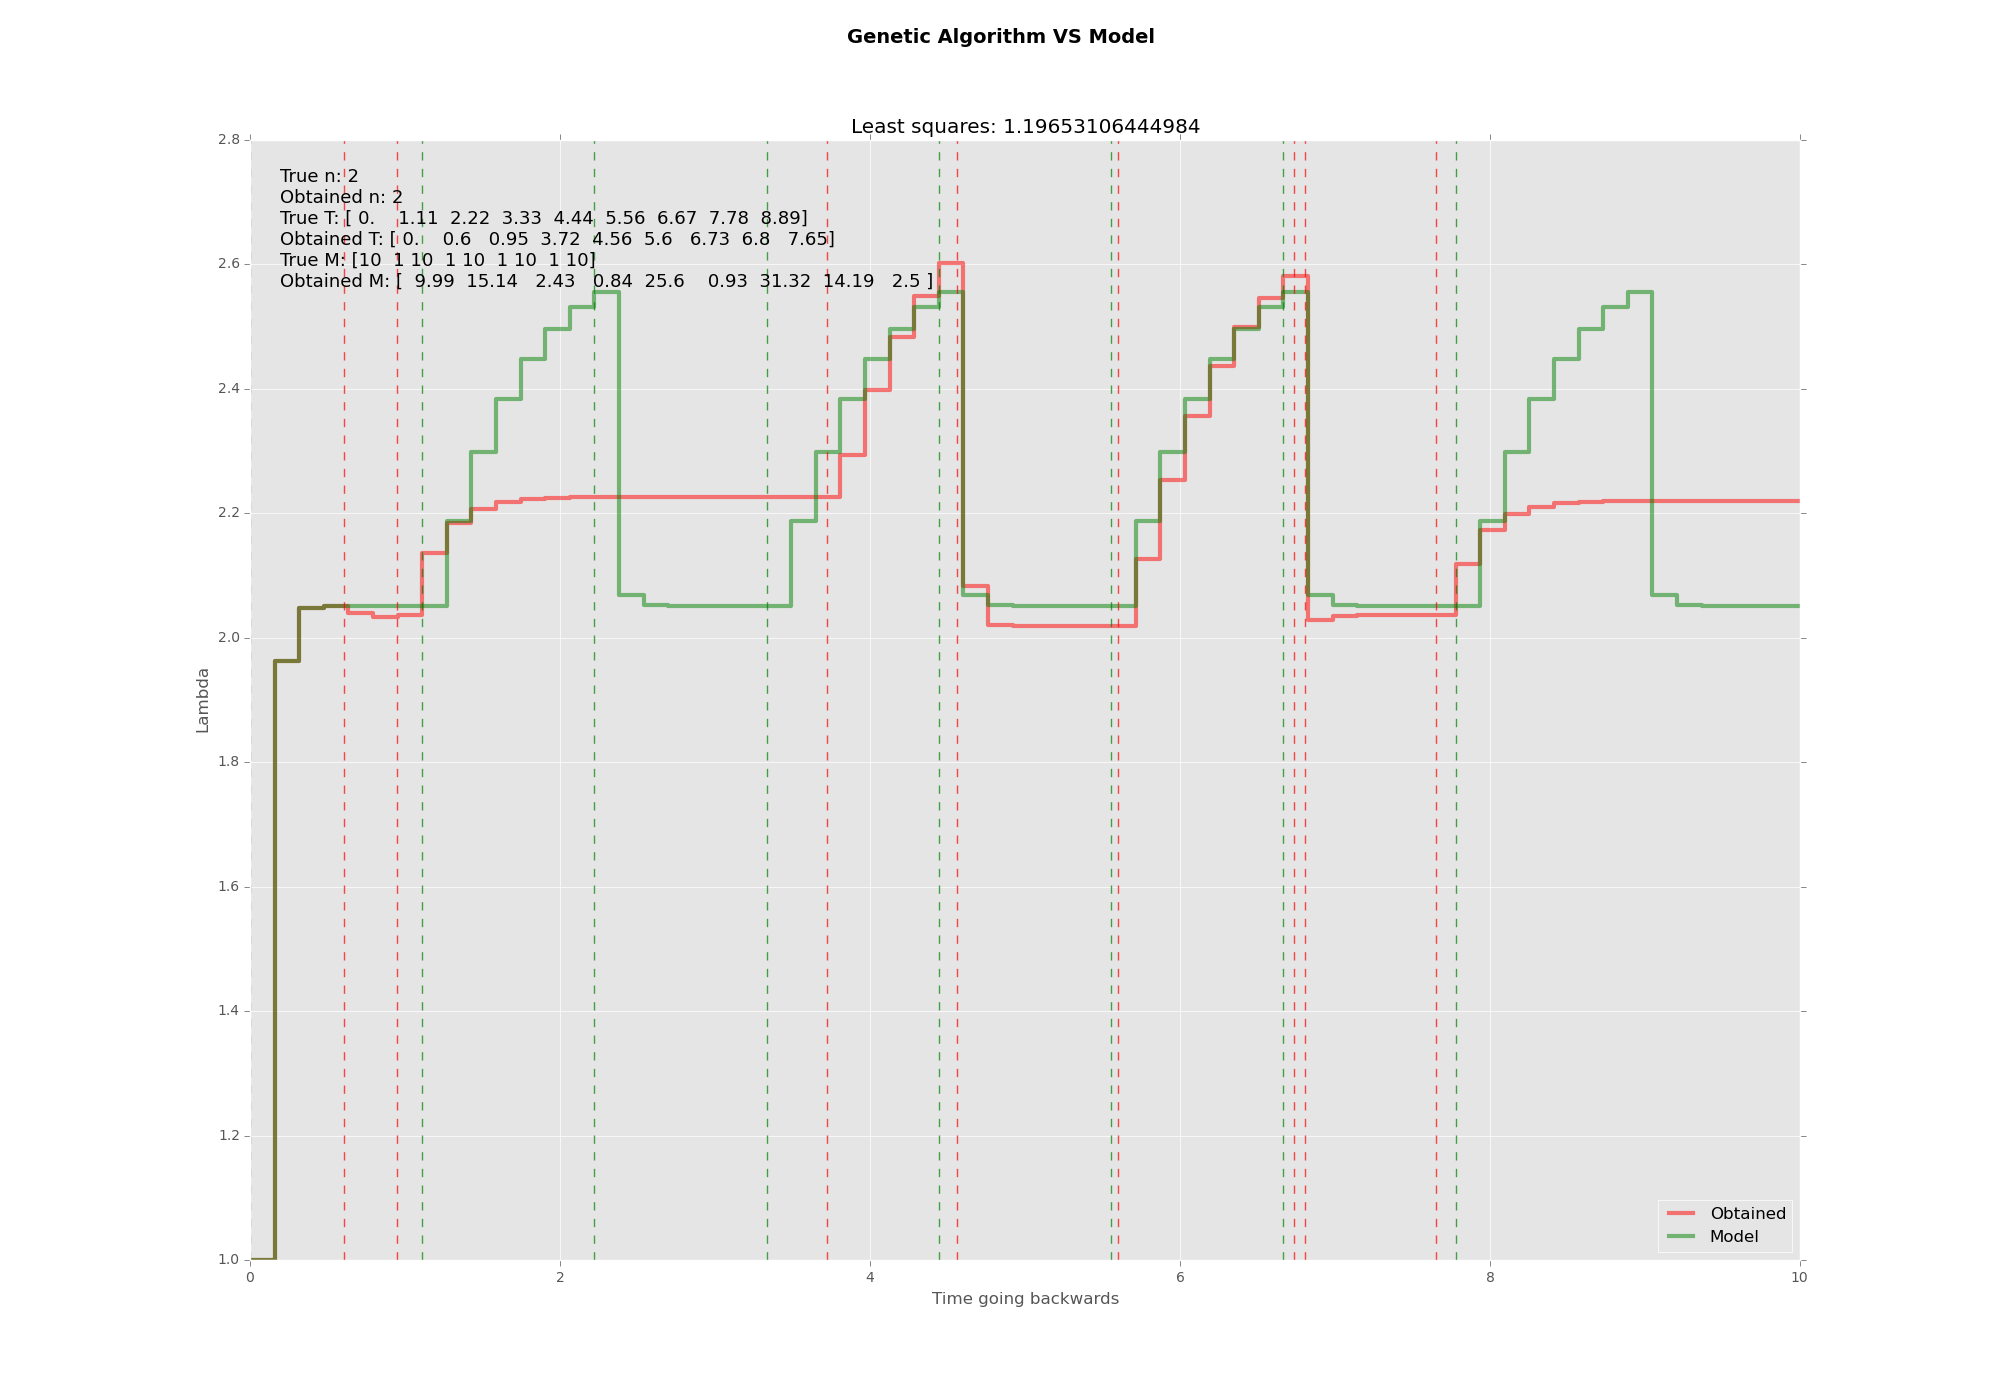 Genetic Algorithm VS Model
Least squares: 1.19653106444984
True n: 2
Obtained n: 2
True T: [ 0. 1.11 2.22 3.33 4.44 5.56 6.67 7.78 8.89]
Obtained T: [ 0. 0.6 0.95 3.72 4.56 5.6 6.73 6.8 7.65]
True M: [10 1 10 1 10 1 10 1 10]
Obtained M: [ 9.99 15.14 2.43 0.84 25.6 0.93 31.32 14.19 2.5 ]
2.8
2.6
2.4
2.2
2.0
1.8
1.6
1.4
1.2
1.0
Lambda
0 2 4 6 8 10
Time going backwards
Obtained
Model